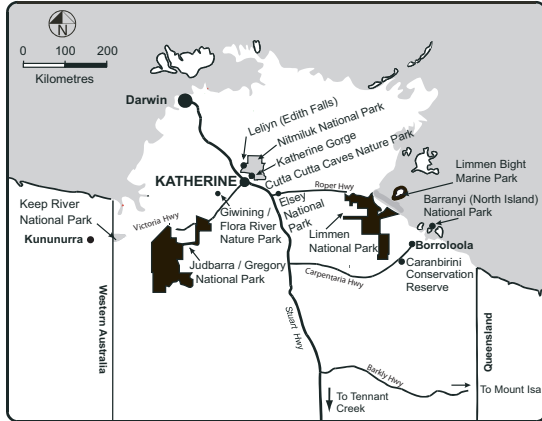 N
0 100 200
Kilometres
Darwin
Leliyn (Edith Falls)
Nitmiluk National Park
Katherine Gorge
Cutta Cutta Caves Nature Park
KATHERINE
Roper Hwy
Limmen Bight
Marine Park
Barranyi (North Island)
National Park
Keep River
National Park
Kununurra
Victoria Hwy
Giwining /
Flora River
Nature Park
Elsey
National
Park
Limmen
National Park
Borroloola
Caranbirini
Conservation
Reserve
Judbarra / Gregory
National Park
Carpentaria Hwy
Western Australia
Stuart Hwy
Queensland
Barkly Hwy
To Tennant
Creek
To Mount Isa